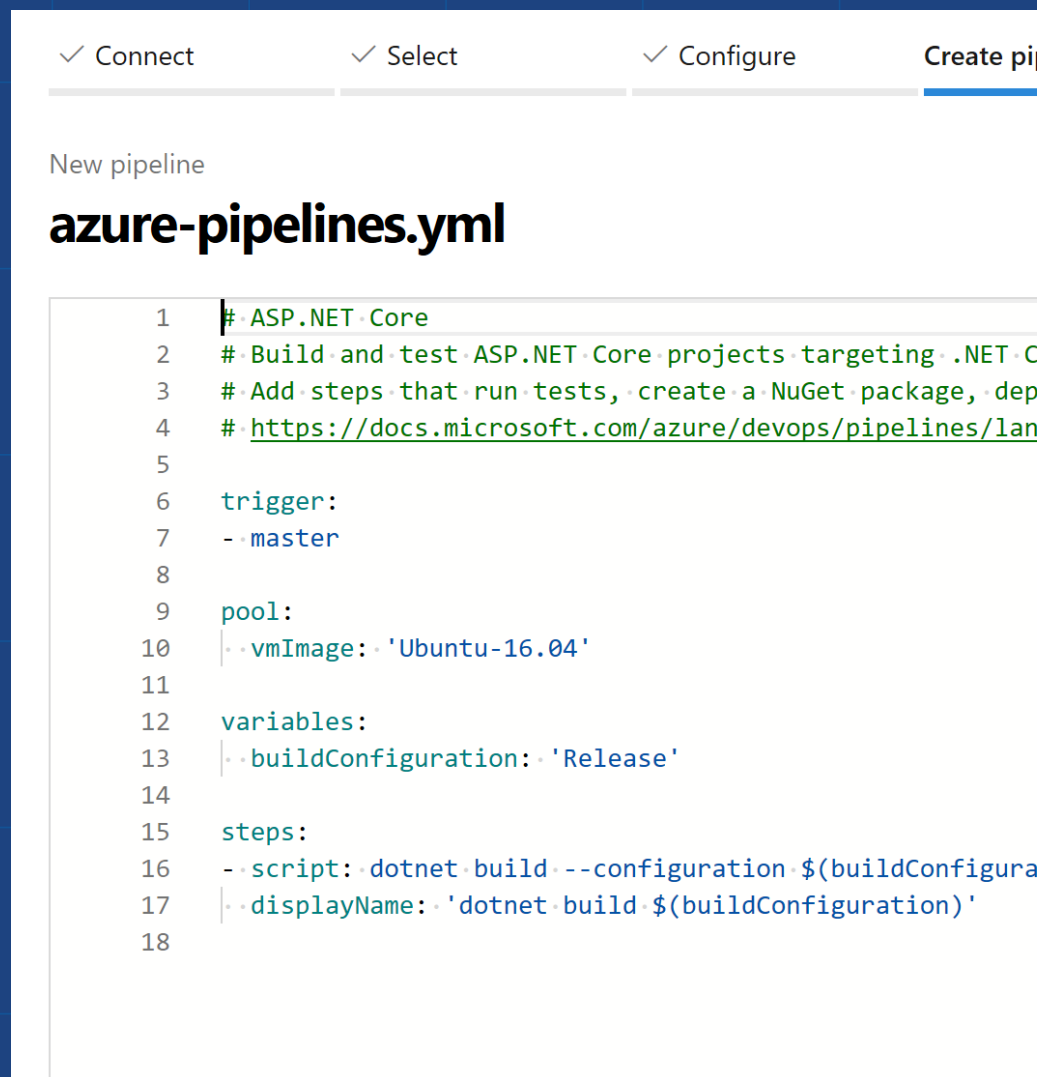 Connect
Select
Configure
Create
New pipeline
azure-pipelines.yml
1 # ASP.NET Core
2 # Build and test ASP.NET Core projects targeting .NET
3 # Add steps that run tests, create a NuGet package,
4 # https://docs.microsoft.com/azure/devops/pipelines/
5
6 trigger:
7 - master
8
9 pool:
10   vmImage: 'Ubuntu-16.04'
11
12 variables:
13   buildConfiguration: 'Release'
14
15 steps:
16 - script: dotnet build --configuration $(buildConfigura
17   displayName: 'dotnet build $(buildConfiguration)'
18